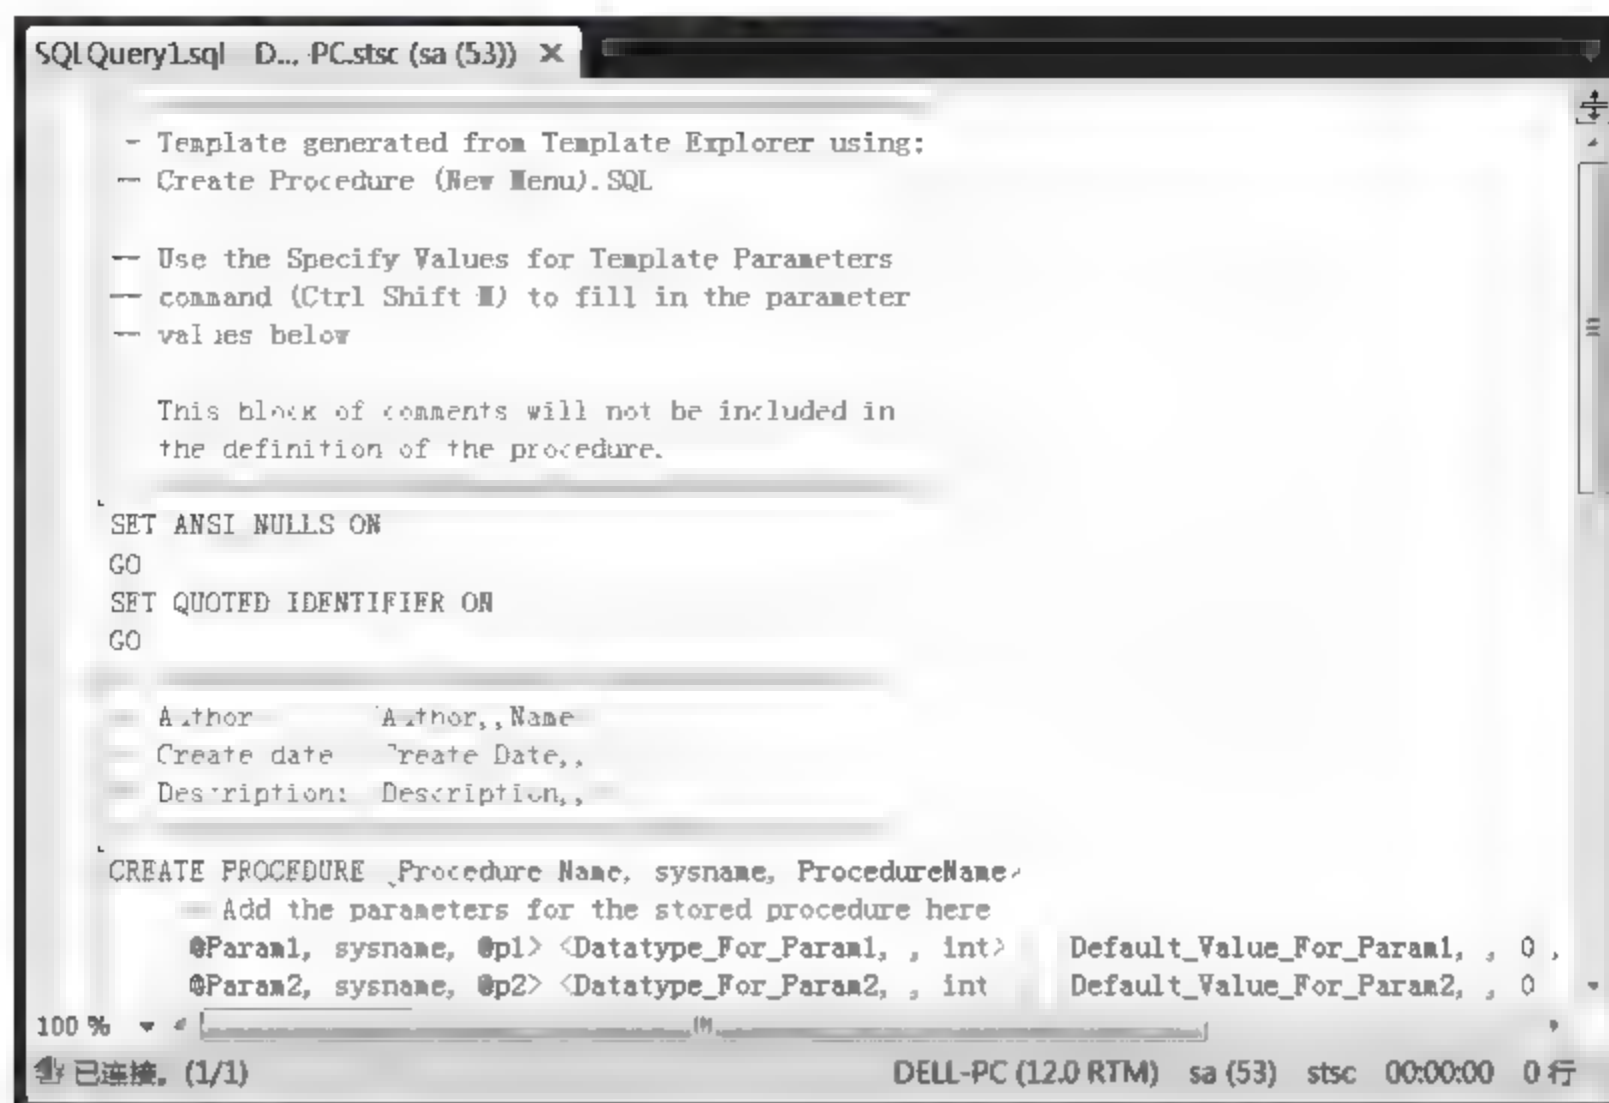 SQLQuery1.sql D... -PC.stsc (sa (53)) ×
- Template generated from Template Explorer using:
-- Create Procedure (New Menu).SQL
-- Use the Specify Values for Template Parameters
-- command (Ctrl Shift M) to fill in the parameter
-- values below
This block of comments will not be included in
the definition of the procedure.
SET ANSI NULLS ON
GO
SET QUOTED IDENTIFIER ON
GO
-- Author Author,,Name
-- Create date Create Date,,
-- Description: Description,,
CREATE PROCEDURE Procedure Name, sysname, ProcedureName>
-- Add the parameters for the stored procedure here
@Param1, sysname, @p1> <Datatype_For_Param1, , int> Default_Value_For_Param1, , 0 ,
@Param2, sysname, @p2> <Datatype_For_Param2, , int Default_Value_For_Param2, , 0
100 %
已连接。(1/1) DELL-PC (12.0 RTM) sa (53) stsc 00:00:00 0 行